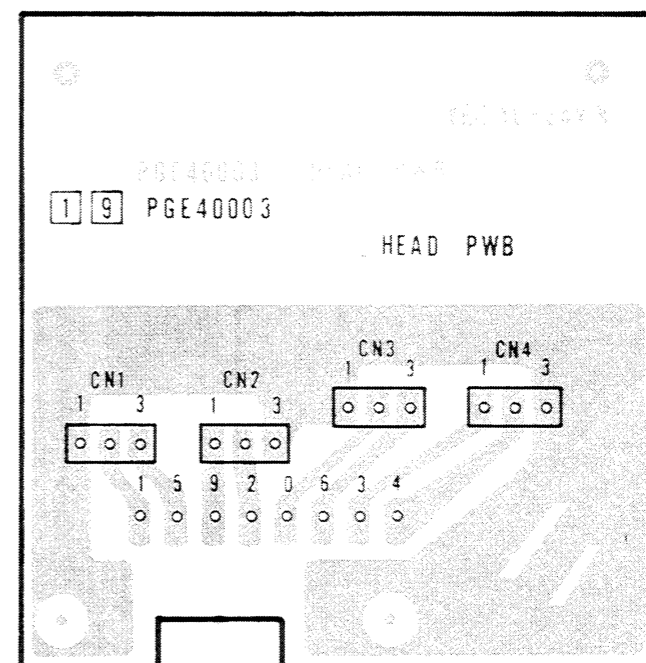 PGE40003
1 9 PGE40003
HEAD PWB
CN3 CN4
1 3 1 3
CN1 CN2
1 3 1 3
1 5 9 2 0 6 3 4